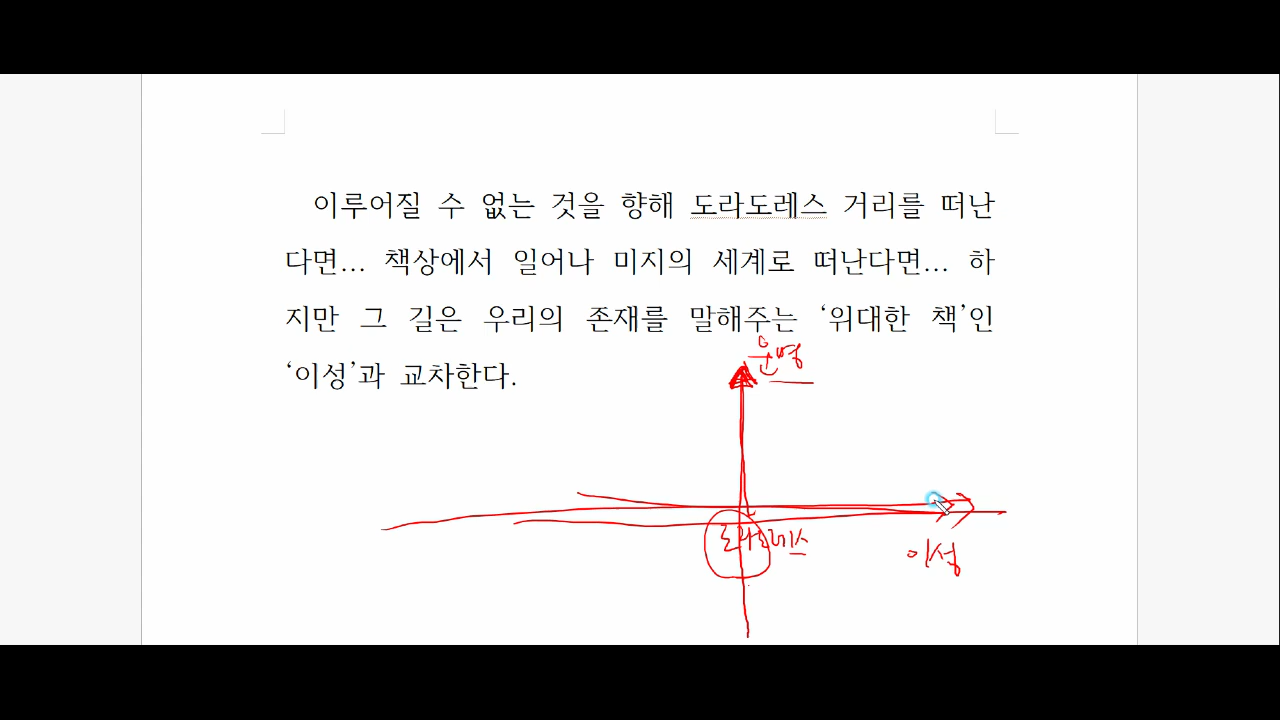 이루어질 수 없는 것을 향해 도라도레스 거리를 떠난
다면... 책상에서 일어나 미지의 세계로 떠난다면... 하
지만 그 길은 우리의 존재를 말해주는 ‘위대한 책’인
‘이성’과 교차한다.
운명
도라도레스
이성